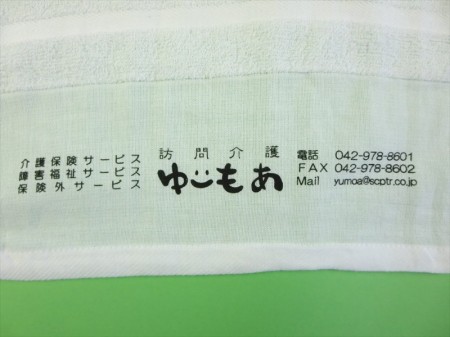 介護保険サービス
障害福祉サービス
保険外サービス
訪問介護
ゆうもあ
電話 042-978-8601
FAX 042-978-8602
Mail yumoa@scptr.co.jp